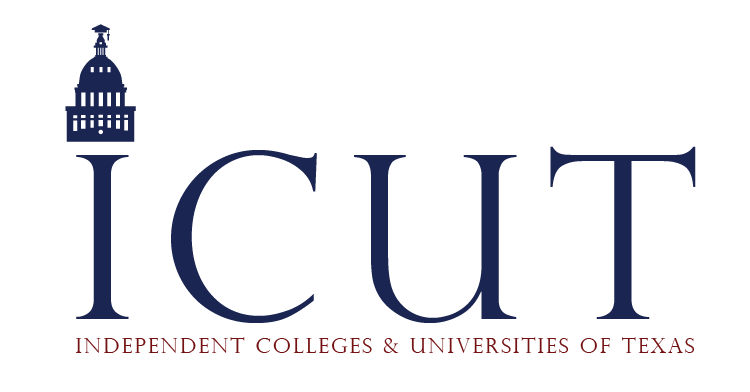 ICUT
INDEPENDENT COLLEGES & UNIVERSITIES OF TEXAS